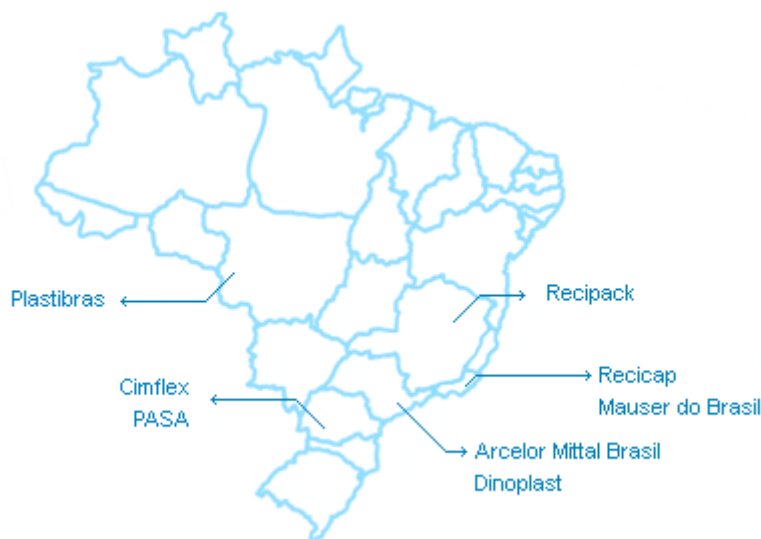 Plastibras
Recipack
Cimflex
PASA
Recicap
Mauser do Brasil
Arcelor Mittal Brasil
Dinoplast